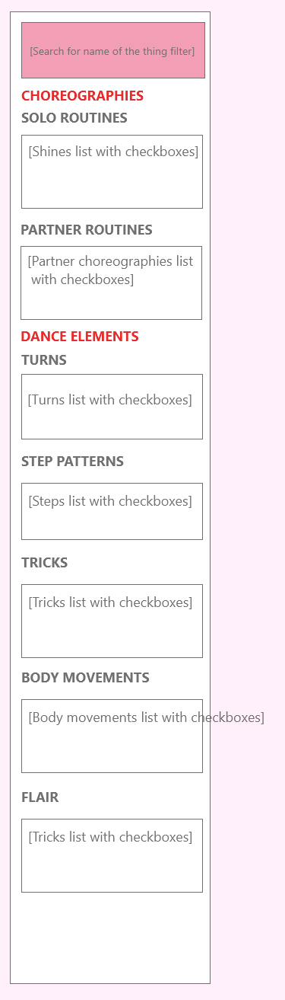 [Search for name of the thing filter]
CHOREOGRAPHIES
SOLO ROUTINES
[Shines list with checkboxes]
PARTNER ROUTINES
[Partner choreographies list
with checkboxes]
DANCE ELEMENTS
TURNS
[Turns list with checkboxes]
STEP PATTERNS
[Steps list with checkboxes]
TRICKS
[Tricks list with checkboxes]
BODY MOVEMENTS
[Body movements list with checkboxes]
FLAIR
[Tricks list with checkboxes]